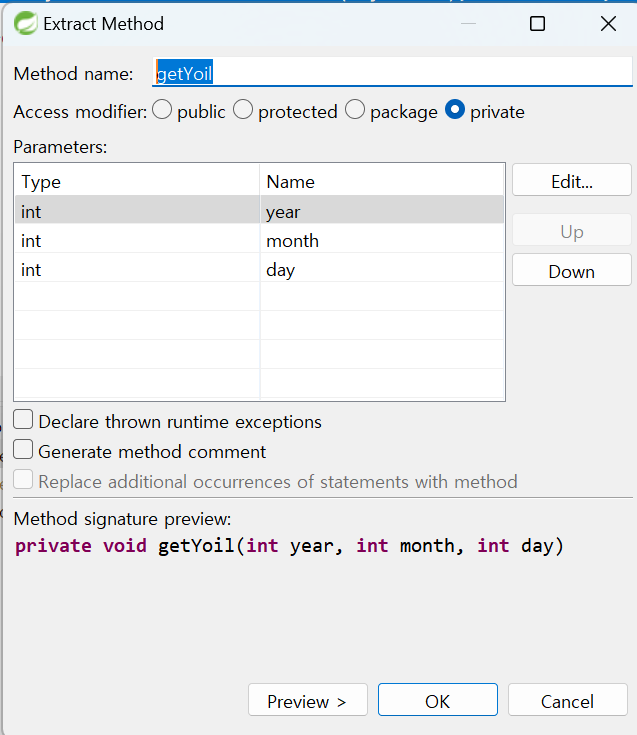 Extract Method
Method name: getYoil
Access modifier: public protected package private
Parameters:
Type Name
int year
int month
int day
Edit...
Up
Down
Declare thrown runtime exceptions
Generate method comment
Replace additional occurrences of statements with method
Method signature preview:
private void getYoil(int year, int month, int day)
Preview > OK Cancel